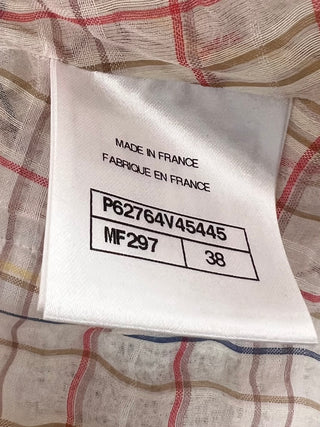 MADE IN FRANCE
FABRIQUE EN FRANCE
P62764V45445
MF297 38